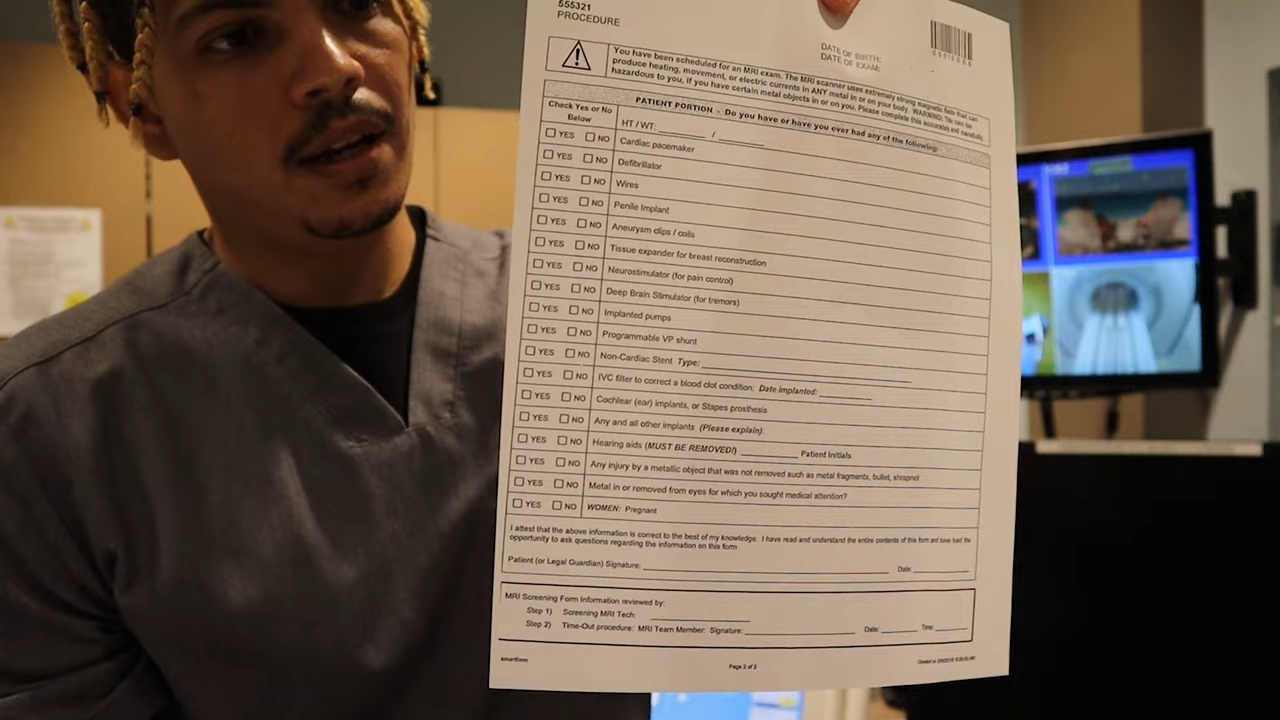 555321
PROCEDURE
DATE OF BIRTH:
DATE OF EXAM:
You have been scheduled for an MRI exam. The MRI scanner uses extremely strong magnetic fields that can
produce heating, movement, or electric currents in ANY metal in or on your body. WARNING: This can be
hazardous to you, if you have certain metal objects in or on you. Please complete this accurately and carefully.
Check Yes or No
Below
PATIENT PORTION - Do you have or have you ever had any of the following:
HT / WT: ________ / ________
☐ YES ☐ NO Cardiac pacemaker
☐ YES ☐ NO Defibrillator
☐ YES ☐ NO Wires
☐ YES ☐ NO Penile Implant
☐ YES ☐ NO Aneurysm clips / coils
☐ YES ☐ NO Tissue expander for breast reconstruction
☐ YES ☐ NO Neurostimulator (for pain control)
☐ YES ☐ NO Deep Brain Stimulator (for tremors)
☐ YES ☐ NO Implanted pumps
☐ YES ☐ NO Programmable VP shunt
☐ YES ☐ NO Non-Cardiac Stent Type: ________
☐ YES ☐ NO IVC filter to correct a blood clot condition: Date implanted: ________
☐ YES ☐ NO Cochlear (ear) implants, or Stapes prosthesis
☐ YES ☐ NO Any and all other implants (Please explain):
☐ YES ☐ NO Hearing aids (MUST BE REMOVED!) ________ Patient Initials
☐ YES ☐ NO Any injury by a metallic object that was not removed such as metal fragments, bullet, shrapnel
☐ YES ☐ NO Metal in or removed from eyes for which you sought medical attention?
☐ YES ☐ NO WOMEN: Pregnant
I attest that the above information is correct to the best of my knowledge. I have read and understand the entire contents of this form and have had the
opportunity to ask questions regarding the information on this form
Patient (or Legal Guardian) Signature: ________ Date: ________
MRI Screening Form Information reviewed by:
Step 1) Screening MRI Tech: ________
Step 2) Time-Out procedure: MRI Team Member: Signature: ________ Date: ________ Time: ________
smartform
Page 2 of 2
Created on